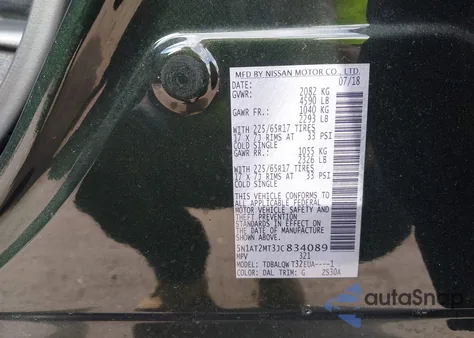 MFD BY NISSAN MOTOR CO., LTD.
DATE: 07/18
GVWR: 2082 KG
4590 LB
GAWR FR: 1040 KG
2293 LB
WITH 225/65R17 TIRES
17 X 7J RIMS AT 33 PSI
COLD SINGLE
GAWR RR: 1055 KG
2326 LB
WITH 225/65R17 TIRES
17 X 7J RIMS AT 33 PSI
COLD SINGLE
THIS VEHICLE CONFORMS TO
ALL APPLICABLE FEDERAL
MOTOR VEHICLE SAFETY AND
THEFT PREVENTION
STANDARDS IN EFFECT ON
THE DATE OF MANUFACTURE
SHOWN ABOVE.
5N1AT2MT3JC834089
MPV 321
MODEL: TDBALQW T32EUA----1
COLOR: DAL TRIM: G 2530A
autoSnap